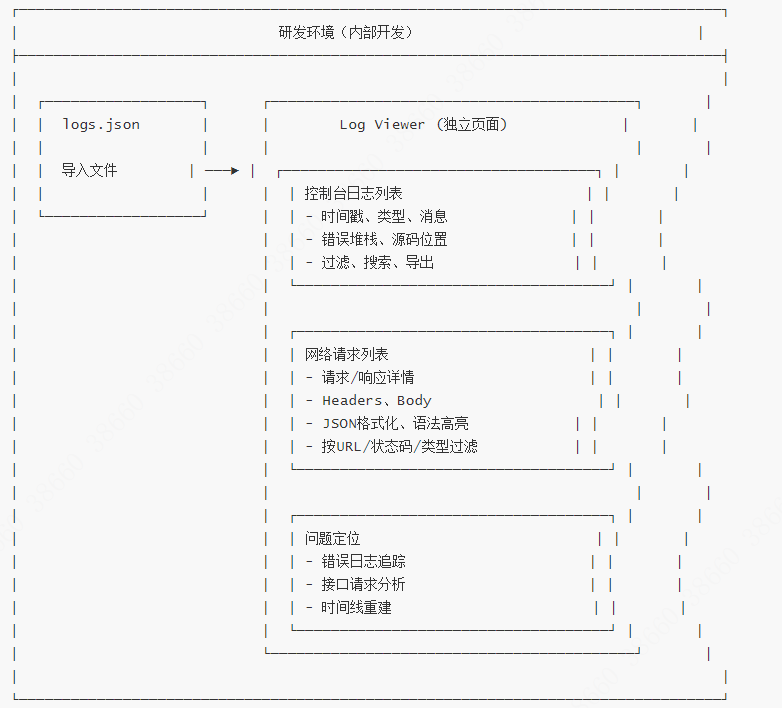 研发环境（内部开发）
logs.json
Log Viewer (独立页面)
导入文件
控制台日志列表
- 时间戳、类型、消息
- 错误堆栈、源码位置
- 过滤、搜索、导出
网络请求列表
- 请求/响应详情
- Headers、Body
- JSON格式化、语法高亮
- 按URL/状态码/类型过滤
问题定位
- 错误日志追踪
- 接口请求分析
- 时间线重建